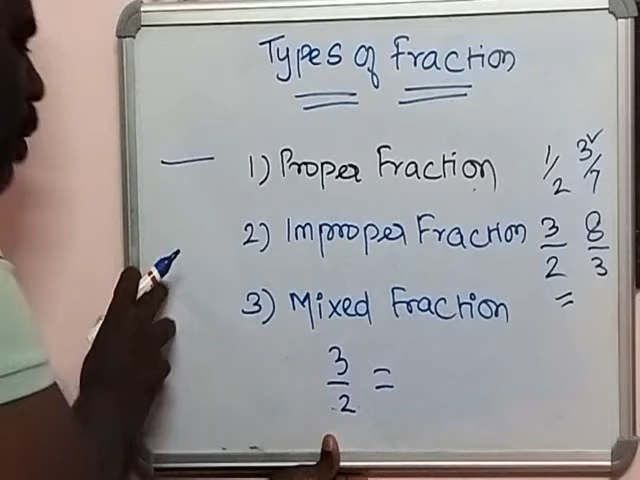 Types of Fraction
1) Proper Fraction 1/2 3/7
2) Improper Fraction 3/2 8/3
3) Mixed Fraction =
3/2 =